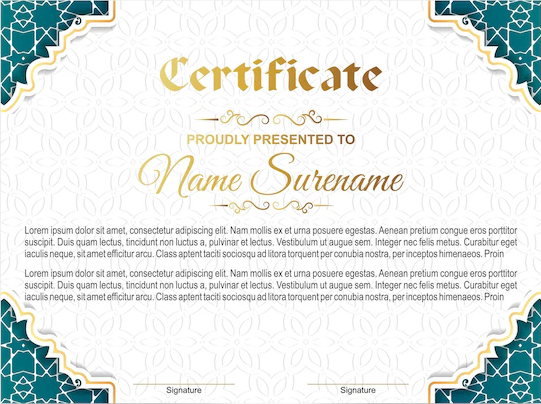 Certificate
PROUDLY PRESENTED TO
Name Surename
Lorem ipsum dolor sit amet, consectetur adipiscing elit. Nam mollis ex et urna posuere egestas. Aenean pretium congue eros porttitor
suscipit. Duis quam lectus, tincidunt non luctus a, pulvinar et lectus. Vestibulum ut augue sem. Integer nec felis metus. Curabitur eget
iaculis neque, sit amet efficitur arcu. Class aptent taciti sociosqu ad litora torquent per conubia nostra, per inceptos himenaeos. Proin
Lorem ipsum dolor sit amet, consectetur adipiscing elit. Nam mollis ex et urna posuere egestas. Aenean pretium congue eros porttitor
suscipit. Duis quam lectus, tincidunt non luctus a, pulvinar et lectus. Vestibulum ut augue sem. Integer nec felis metus. Curabitur eget
iaculis neque, sit amet efficitur arcu. Class aptent taciti sociosqu ad litora torquent per conubia nostra, per inceptos himenaeos. Proin
Signature
Signature